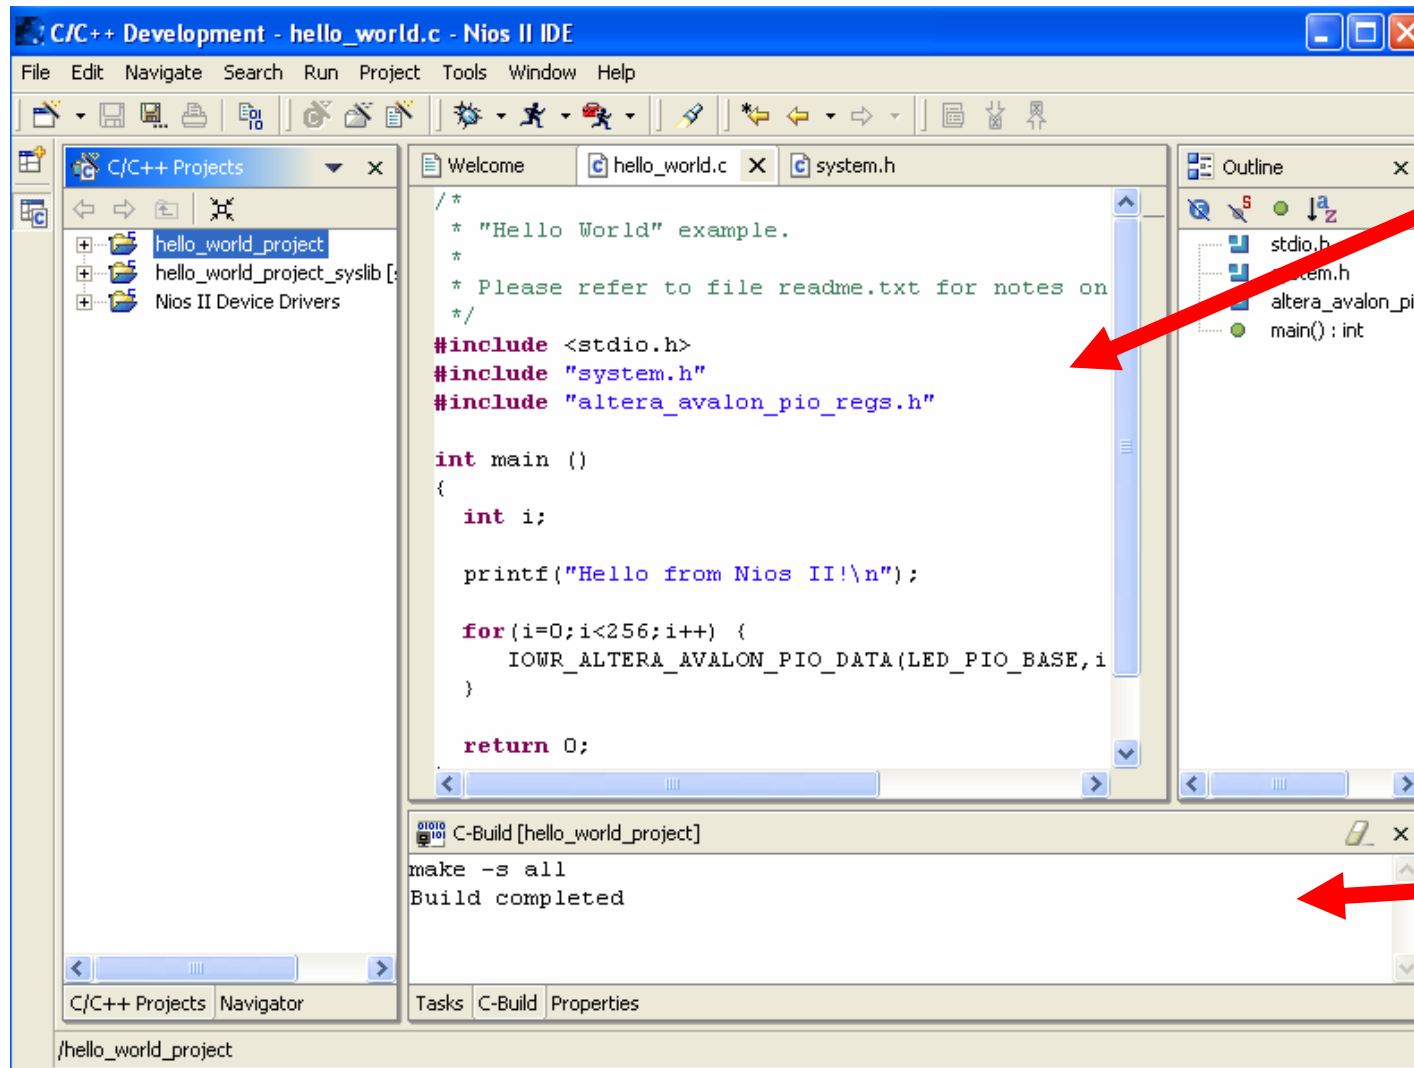 C/C++ Development - hello_world.c - Nios II IDE
File Edit Navigate Search Run Project Tools Window Help
C/C++ Projects
hello_world_project
hello_world_project_syslib [
Nios II Device Drivers
C/C++ Projects Navigator
Welcome hello_world.c system.h
/*
* "Hello World" example.
*
* Please refer to file readme.txt for notes on
*/
#include <stdio.h>
#include "system.h"
#include "altera_avalon_pio_regs.h"
int main ()
{
int i;
printf("Hello from Nios II!\n");
for(i=0;i<256;i++) {
IOWR_ALTERA_AVALON_PIO_DATA(LED_PIO_BASE,i
}
return 0;
Outline
stdio.h
system.h
altera_avalon_pi
main() : int
C-Build [hello_world_project]
make -s all
Build completed
Tasks C-Build Properties
/hello_world_project